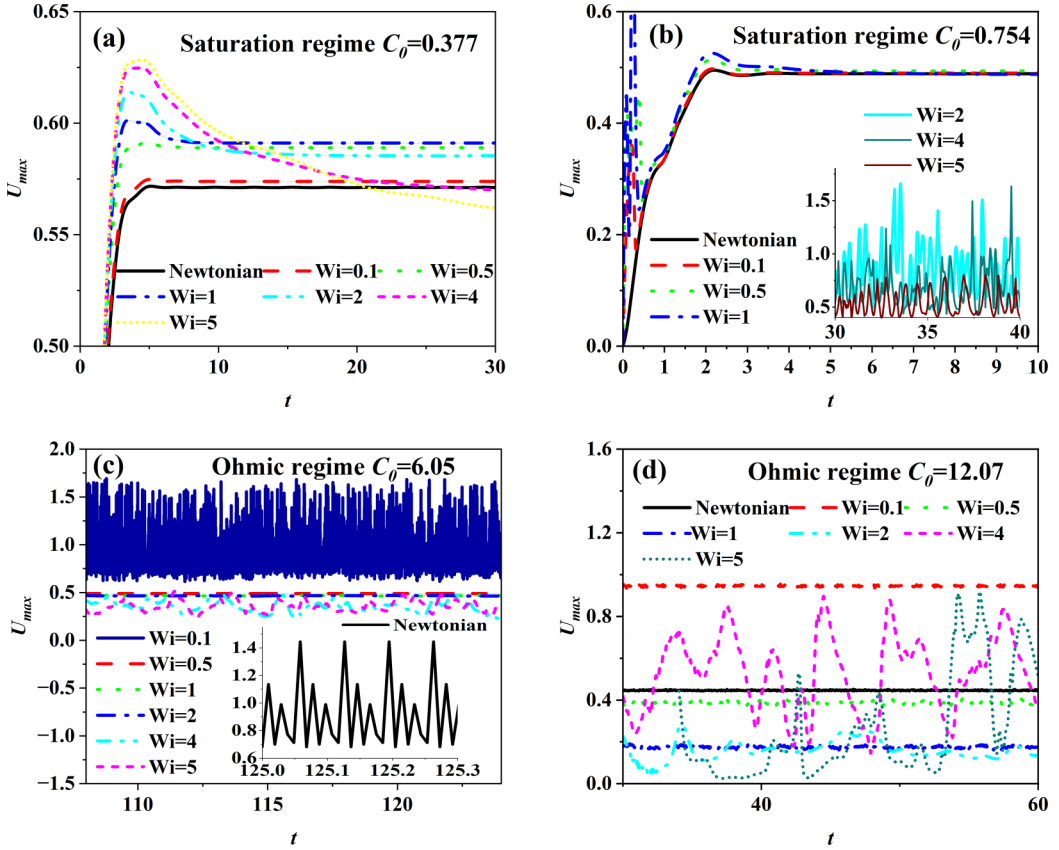 (a)
Saturation regime C0=0.377
0.65
0.60
0.55
0.50
Umax
Newtonian Wi=0.1 Wi=0.5
Wi=1 Wi=2 Wi=4
Wi=5
0 5 10 15 20 25 30
t
(b)
Saturation regime C0=0.754
0.6
0.4
0.2
0.0
Umax
Wi=2
Wi=4
Wi=5
Newtonian
Wi=0.1
Wi=0.5
Wi=1
1.5
1.0
0.5
30 35 40
0 1 2 3 4 5 6 7 8 9 10
t
(c)
Ohmic regime C0=6.05
2.0
1.5
1.0
0.5
0.0
−0.5
−1.0
−1.5
Umax
Wi=0.1
Wi=0.5
Wi=1
Wi=2
Wi=4
Wi=5
Newtonian
1.4
1.2
1.0
0.8
0.6
125.0 125.1 125.2 125.3
110 115 120
t
(d)
Ohmic regime C0=12.07
1.6
1.2
0.8
0.4
0.0
Umax
Newtonian Wi=0.1 Wi=0.5
Wi=1 Wi=2 Wi=4
Wi=5
40 60
t